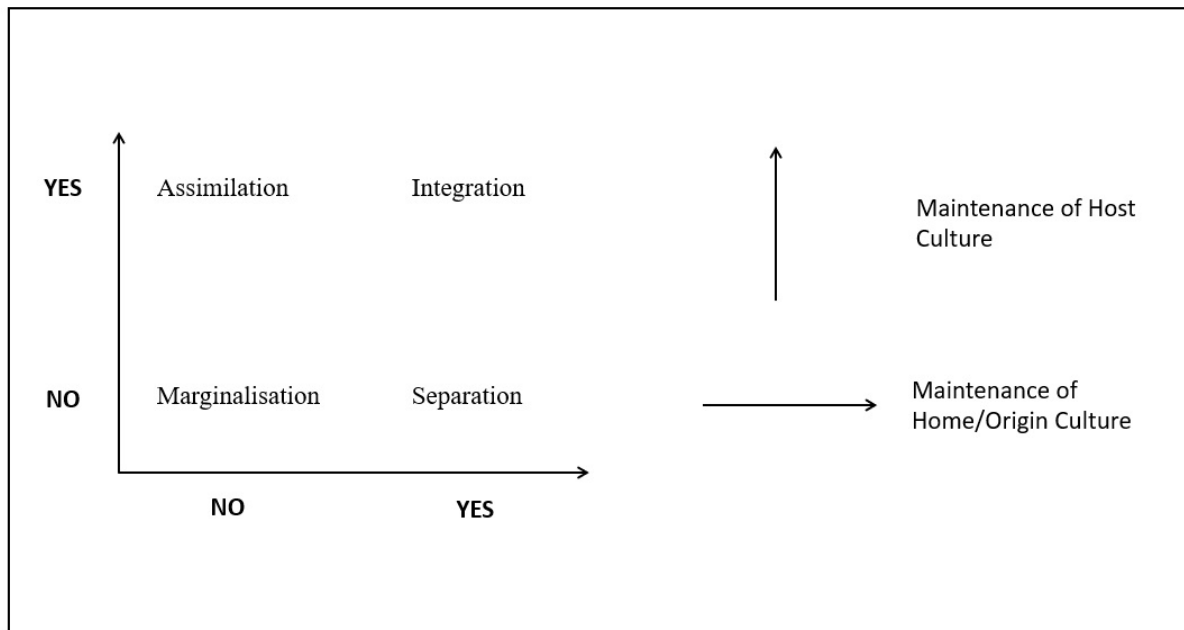 YES
Assimilation
Integration
Maintenance of Host
Culture
NO
Marginalisation
Separation
Maintenance of
Home/Origin Culture
NO
YES